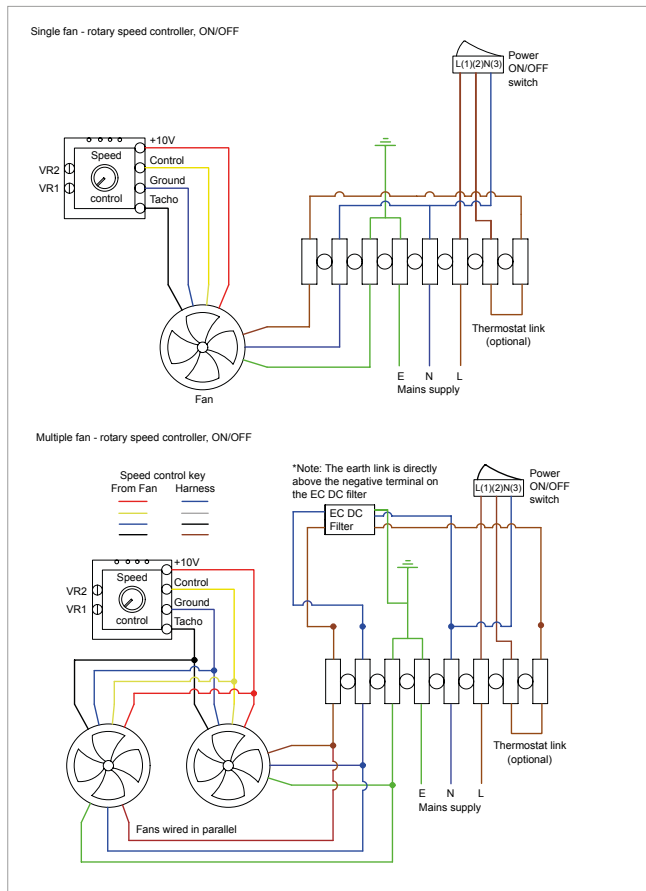 Single fan - rotary speed controller, ON/OFF
L(1)(2)N(3)
Power
ON/OFF
switch
+10V
Control
Ground
Tacho
Speed
control
VR2
VR1
Fan
Thermostat link
(optional)
E N L
Mains supply
Multiple fan - rotary speed controller, ON/OFF
Speed control key
From Fan Harness
*Note: The earth link is directly
above the negative terminal on
the EC DC filter
EC DC
Filter
L(1)(2)N(3)
Power
ON/OFF
switch
+10V
Control
Ground
Tacho
Speed
control
VR2
VR1
Thermostat link
(optional)
E N L
Mains supply
Fans wired in parallel